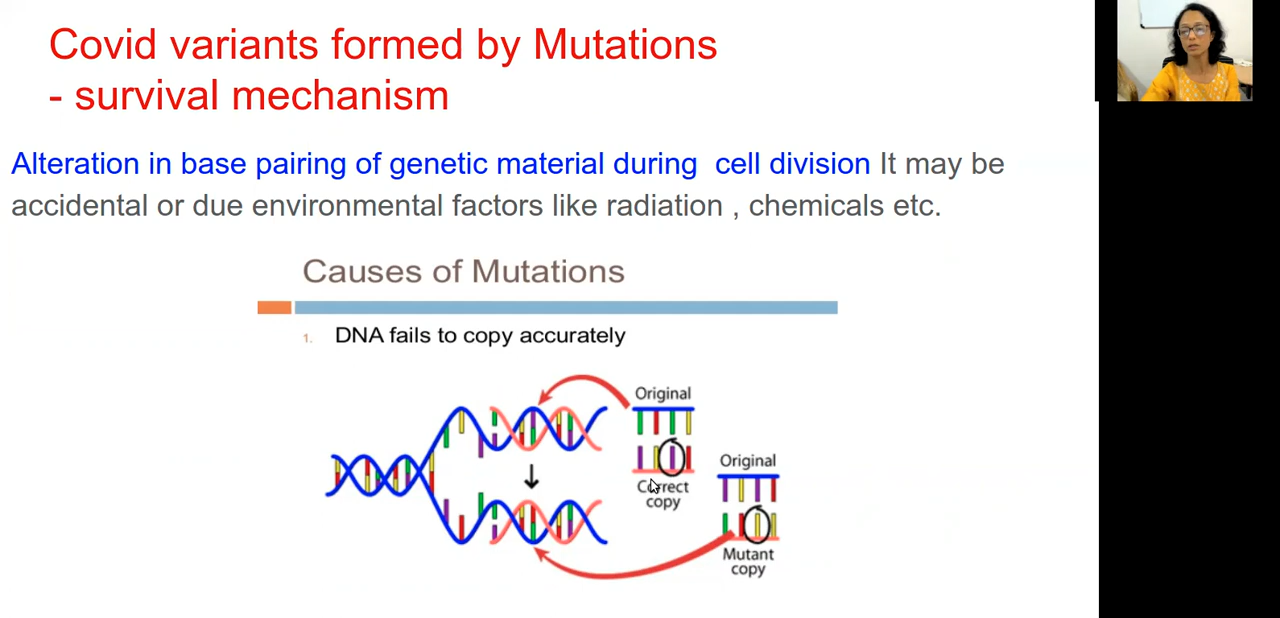 Covid variants formed by Mutations
- survival mechanism
Alteration in base pairing of genetic material during cell division It may be
accidental or due environmental factors like radiation , chemicals etc.
Causes of Mutations
1. DNA fails to copy accurately
Original
Correct
copy
Original
Mutant
copy